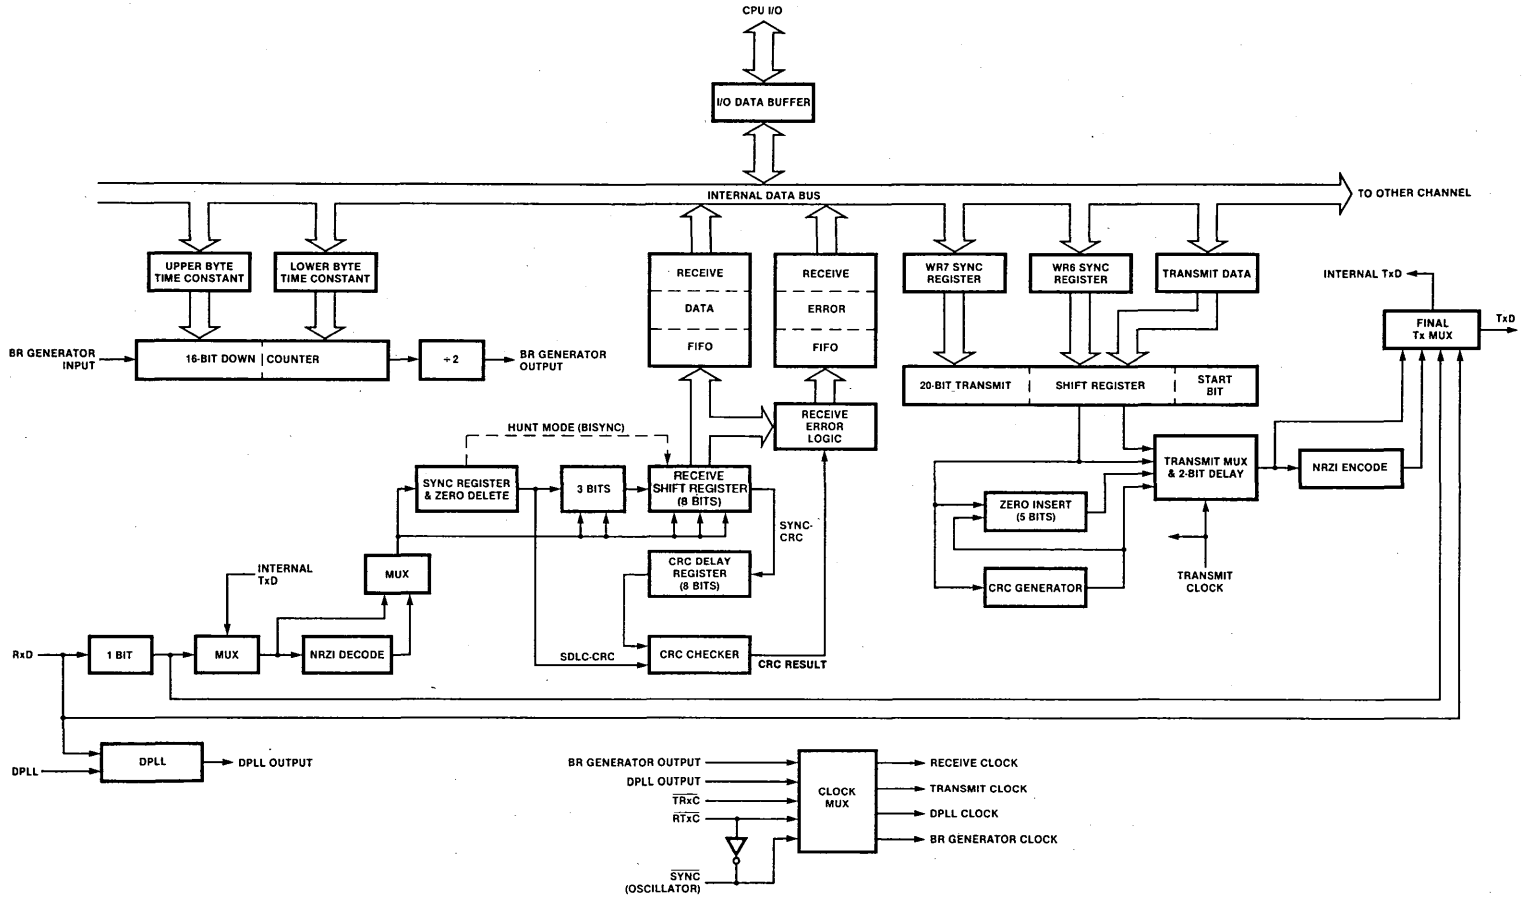 CPU I/O
I/O DATA BUFFER
INTERNAL DATA BUS
TO OTHER CHANNEL
UPPER BYTE
TIME CONSTANT
LOWER BYTE
TIME CONSTANT
BR GENERATOR
INPUT
16-BIT DOWN COUNTER
÷2
BR GENERATOR
OUTPUT
RECEIVE
DATA
FIFO
RECEIVE
ERROR
FIFO
RECEIVE
ERROR
LOGIC
WR7 SYNC
REGISTER
WR6 SYNC
REGISTER
TRANSMIT DATA
INTERNAL TxD
FINAL
Tx MUX
TxD
20-BIT TRANSMIT SHIFT REGISTER
START
BIT
HUNT MODE (BISYNC)
SYNC REGISTER
& ZERO DELETE
3 BITS
RECEIVE
SHIFT REGISTER
(8 BITS)
SYNC-
CRC
TRANSMIT MUX
& 2-BIT DELAY
NRZI ENCODE
ZERO INSERT
(5 BITS)
CRC GENERATOR
TRANSMIT
CLOCK
MUX
INTERNAL
TxD
CRC DELAY
REGISTER
(8 BITS)
RxD
1 BIT
MUX
NRZI DECODE
SDLC-CRC
CRC CHECKER
CRC RESULT
DPLL
DPLL
DPLL OUTPUT
BR GENERATOR OUTPUT
DPLL OUTPUT
TRxC
RTxC
SYNC
(OSCILLATOR)
CLOCK
MUX
RECEIVE CLOCK
TRANSMIT CLOCK
DPLL CLOCK
BR GENERATOR CLOCK